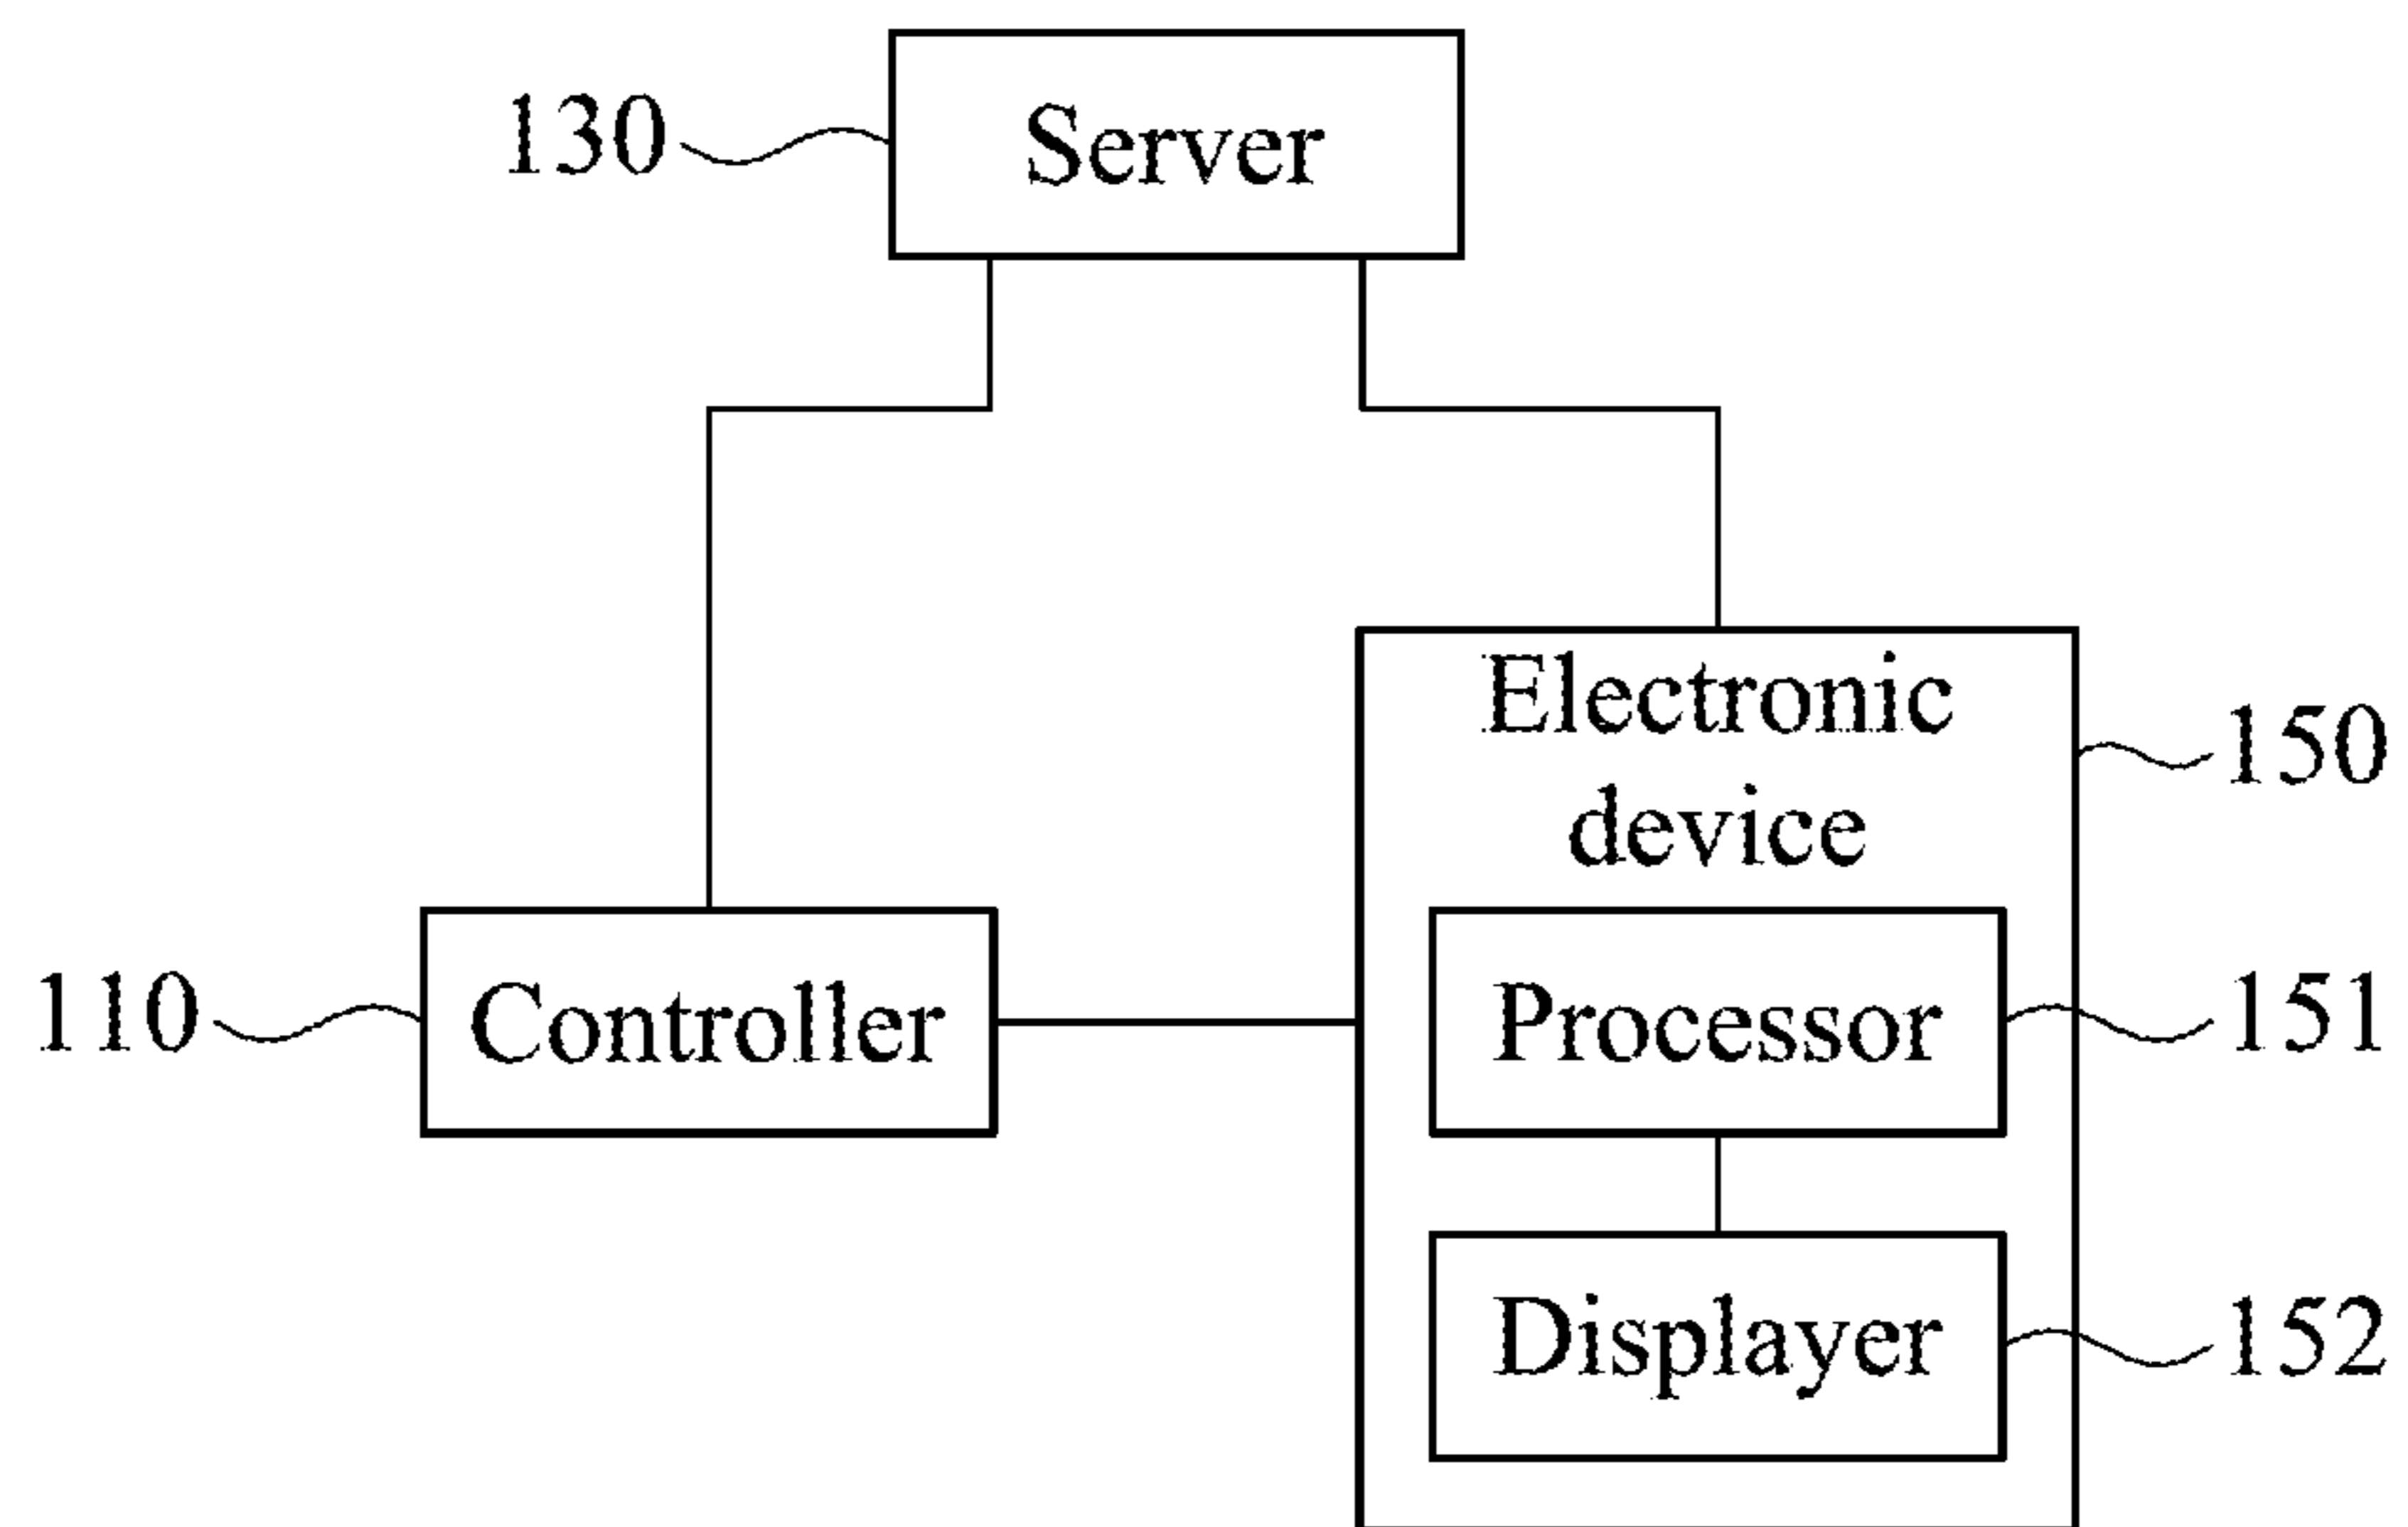 130
Server
Electronic
device
150
110
Controller
Processor
151
Displayer
152